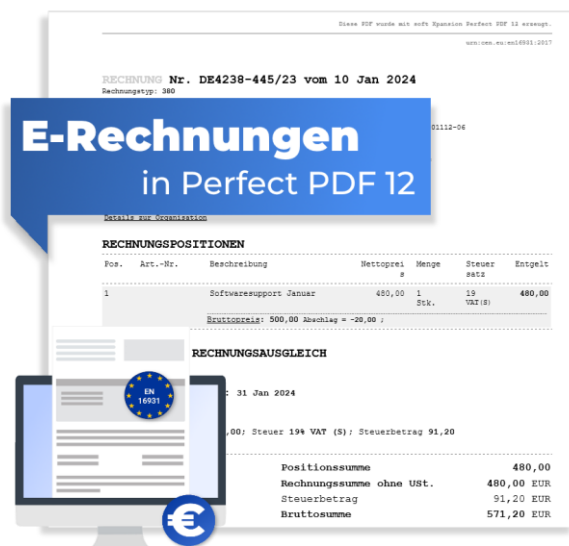 Diese PDF wurde mit soft Xpansion Perfect PDF 12 erzeugt.
urn:cen.eu:en16931:2017
RECHNUNG Nr. DE4238-445/23 vom 10 Jan 2024
Rechnungstyp: 380
01112-06
E-Rechnungen
in Perfect PDF 12
Details zur Organisation
RECHNUNGSPOSITIONEN
Pos. Art.-Nr. Beschreibung Nettoprei Menge Steuer Entgelt
s satz
1 Softwaresupport Januar 480,00 1 19 480,00
Stk. VAT(S)
Bruttopreis: 500,00 Abschlag = -20,00 ;
RECHNUNGSAUSGLEICH
: 31 Jan 2024
,00; Steuer 19% VAT (S); Steuerbetrag 91,20
EN
16931
€
Positionssumme 480,00
Rechnungssumme ohne USt. 480,00 EUR
Steuerbetrag 91,20 EUR
Bruttosumme 571,20 EUR